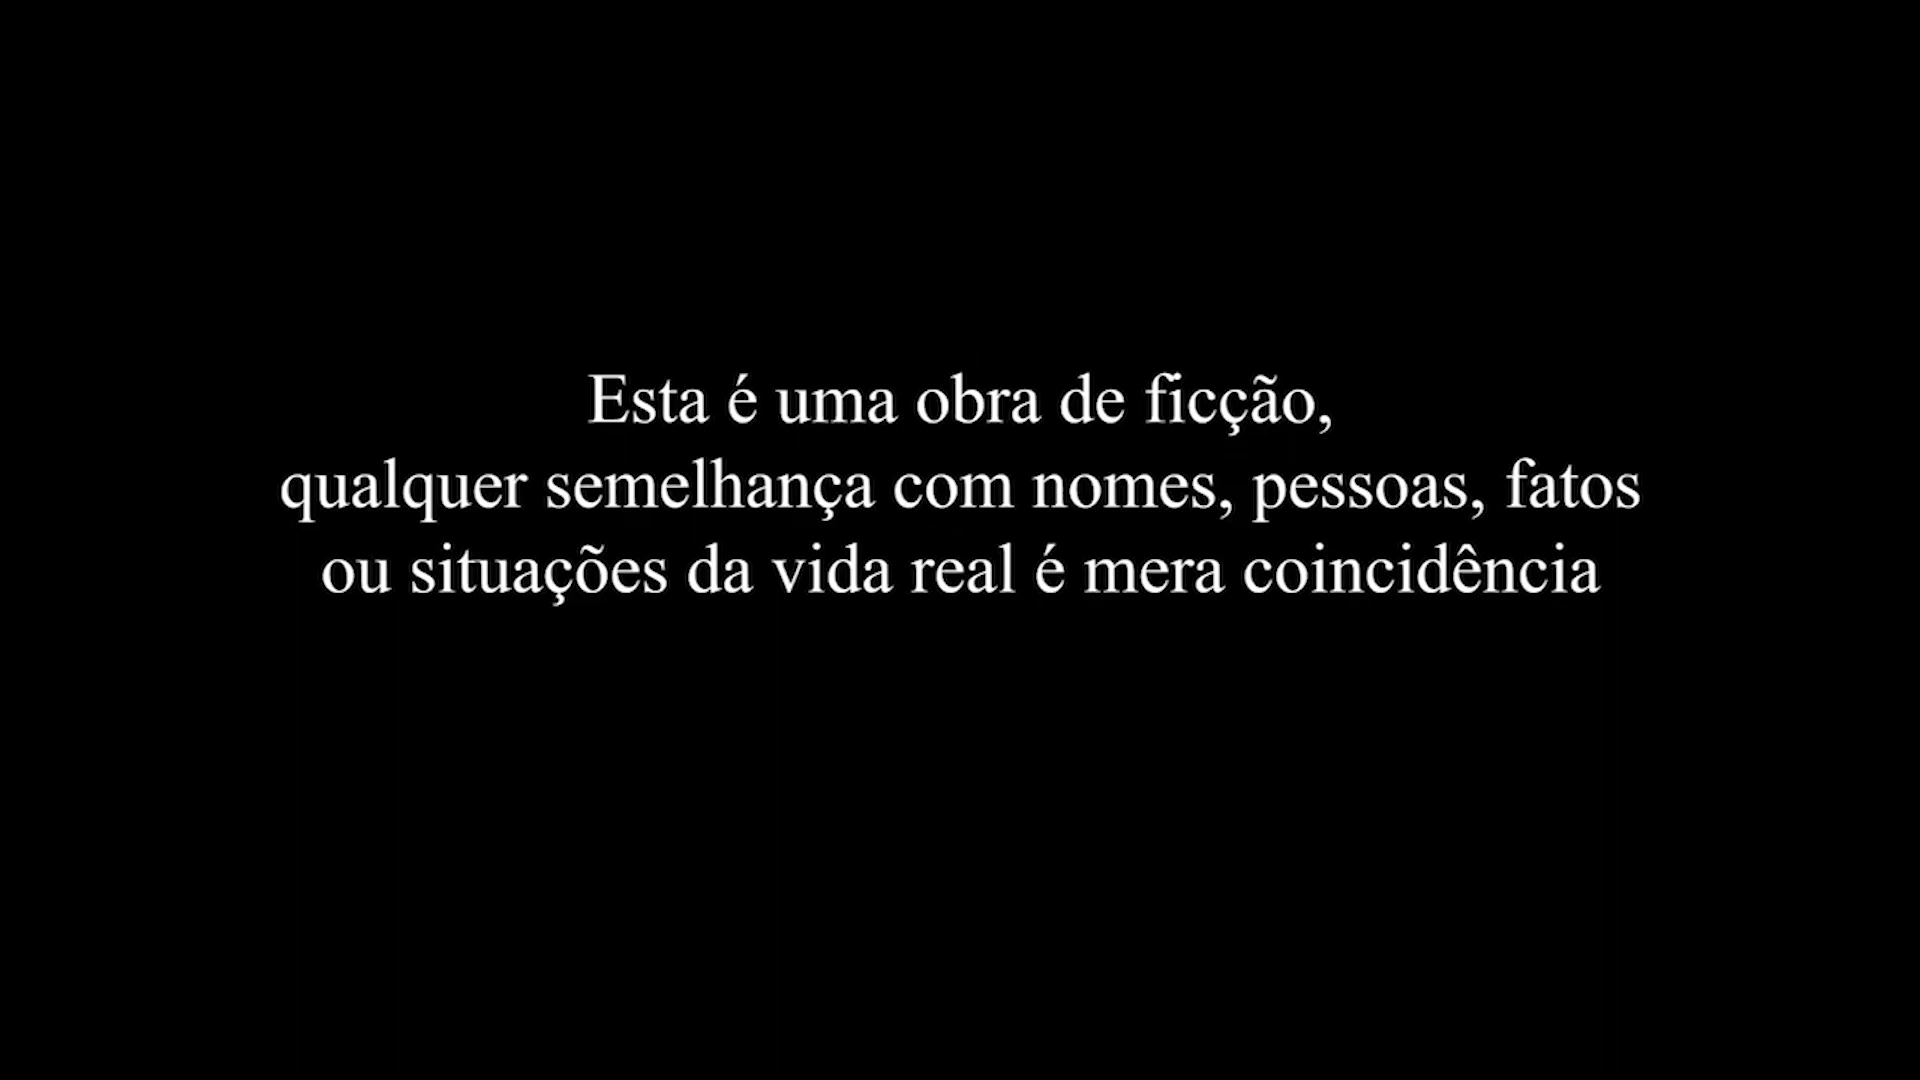 Esta é uma obra de ficção,
qualquer semelhança com nomes, pessoas, fatos
ou situações da vida real é mera coincidência